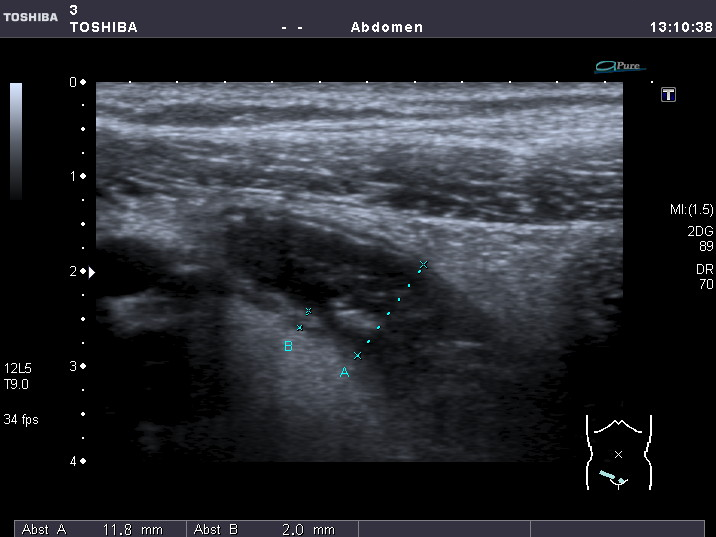 TOSHIBA
3
TOSHIBA - - Abdomen 13:10:38
aPure
T
0
1
2
3
4
MI:(1.5)
2DG
89
DR
70
12L5
T9.0
34 fps
B
A
Abst A 11.8 mm Abst B 2.0 mm